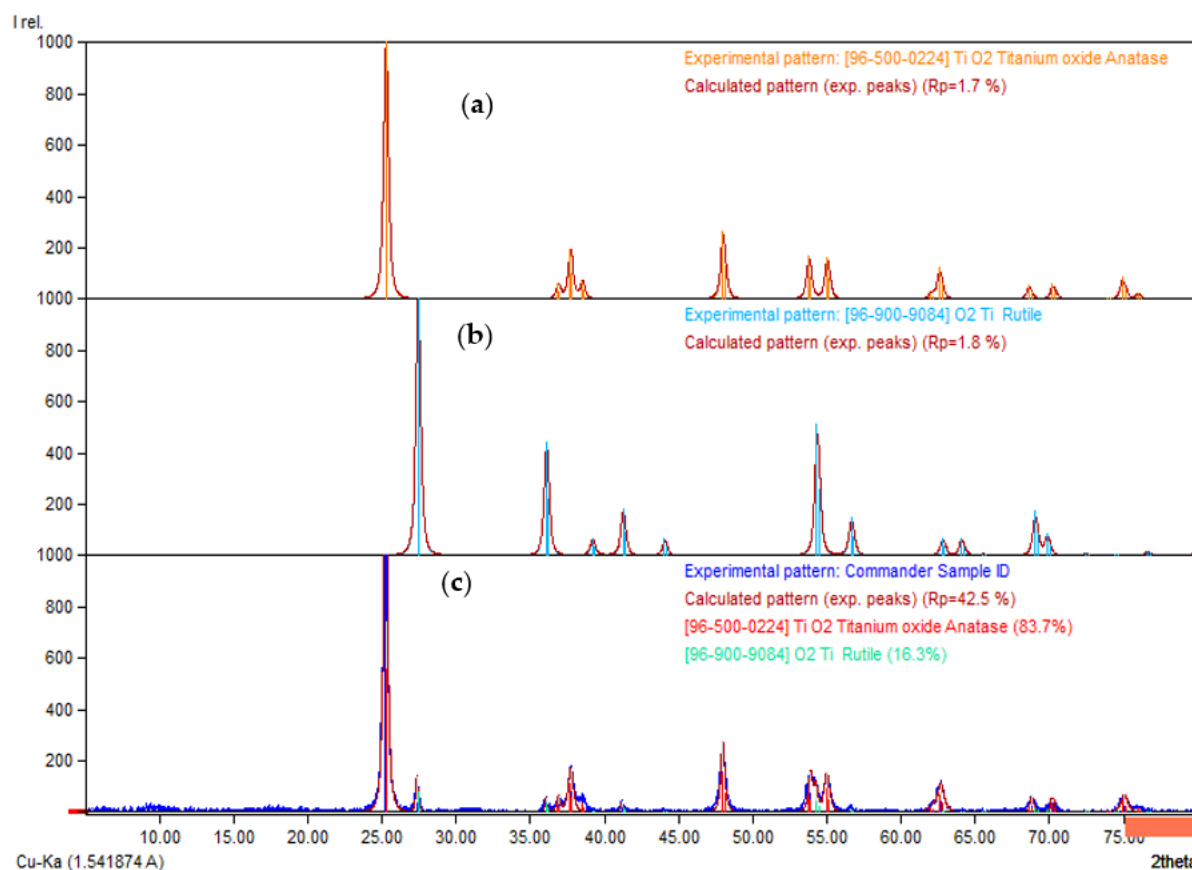 I rel.
1000
800
600
400
200
1000
800
600
400
200
1000
800
600
400
200
(a)
Experimental pattern: [96-500-0224] Ti O2 Titanium oxide Anatase
Calculated pattern (exp. peaks) (Rp=1.7 %)
(b)
Experimental pattern: [96-900-9084] O2 Ti Rutile
Calculated pattern (exp. peaks) (Rp=1.8 %)
(c)
Experimental pattern: Commander Sample ID
Calculated pattern (exp. peaks) (Rp=42.5 %)
[96-500-0224] Ti O2 Titanium oxide Anatase (83.7%)
[96-900-9084] O2 Ti Rutile (16.3%)
10.00 15.00 20.00 25.00 30.00 35.00 40.00 45.00 50.00 55.00 60.00 65.00 70.00 75.00
Cu-Ka (1.541874 A)
2theta